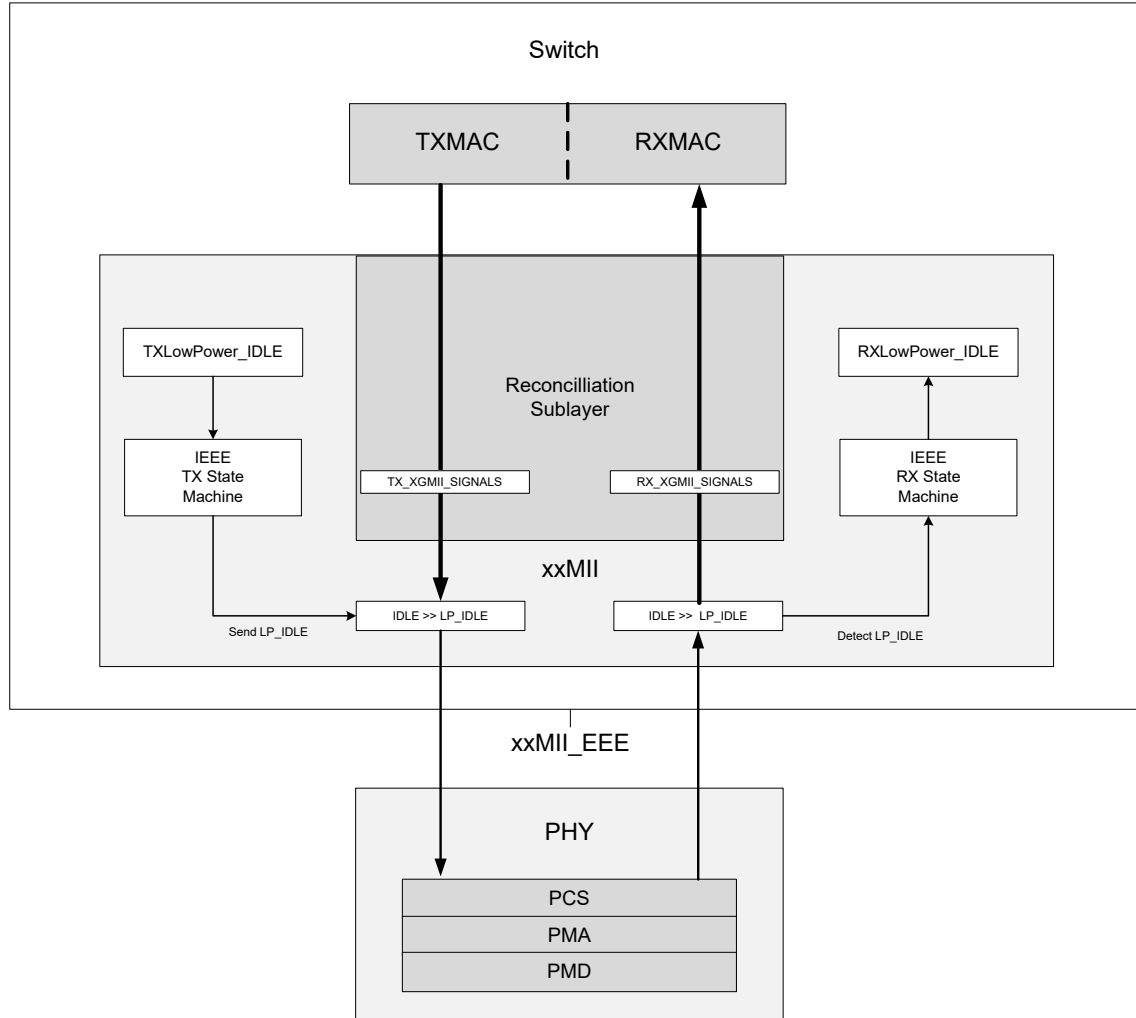 Switch
TXMAC
RXMAC
TXLowPower_IDLE
RXLowPower_IDLE
Reconcilliation
Sublayer
IEEE
TX State
Machine
IEEE
RX State
Machine
TX_XGMII_SIGNALS
RX_XGMII_SIGNALS
xxMII
IDLE >> LP_IDLE
IDLE >> LP_IDLE
Send LP_IDLE
Detect LP_IDLE
xxMII_EEE
PHY
PCS
PMA
PMD